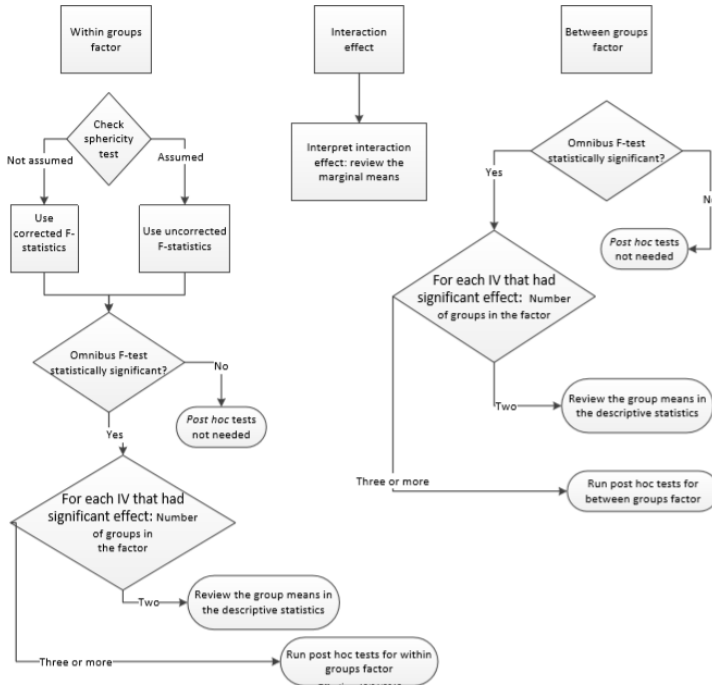 Within groups
factor
Check
sphericity
test
Not assumed
Assumed
Use
corrected F-
statistics
Use uncorrected
F-statistics
Omnibus F-test
statistically significant?
No
Post hoc tests
not needed
Yes
For each IV that had
significant effect: Number
of groups in
the factor
Two
Review the group means in
the descriptive statistics
Three or more
Run post hoc tests for within
groups factor
Interaction
effect
Interpret interaction
effect: review the
marginal means
Between groups
factor
Omnibus F-test
statistically significant?
Yes
No
Post hoc tests
not needed
For each IV that had
significant effect: Number
of groups in the factor
Two
Review the group means in
the descriptive statistics
Three or more
Run post hoc tests for
between groups factor